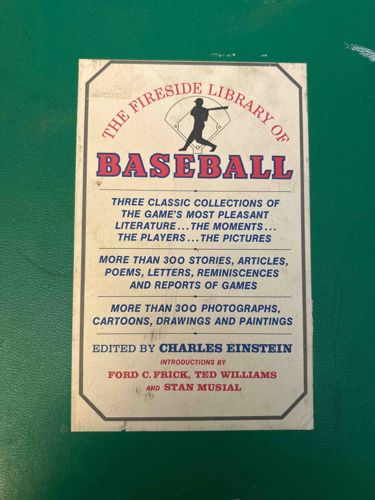 THE FIRESIDE LIBRARY OF
BASEBALL
THREE CLASSIC COLLECTIONS OF
THE GAME'S MOST PLEASANT
LITERATURE...THE MOMENTS...
THE PLAYERS...THE PICTURES
MORE THAN 300 STORIES, ARTICLES,
POEMS, LETTERS, REMINISCENCES
AND REPORTS OF GAMES
MORE THAN 300 PHOTOGRAPHS,
CARTOONS, DRAWINGS AND PAINTINGS
EDITED BY CHARLES EINSTEIN
INTRODUCTIONS BY
FORD C. FRICK, TED WILLIAMS
AND STAN MUSIAL